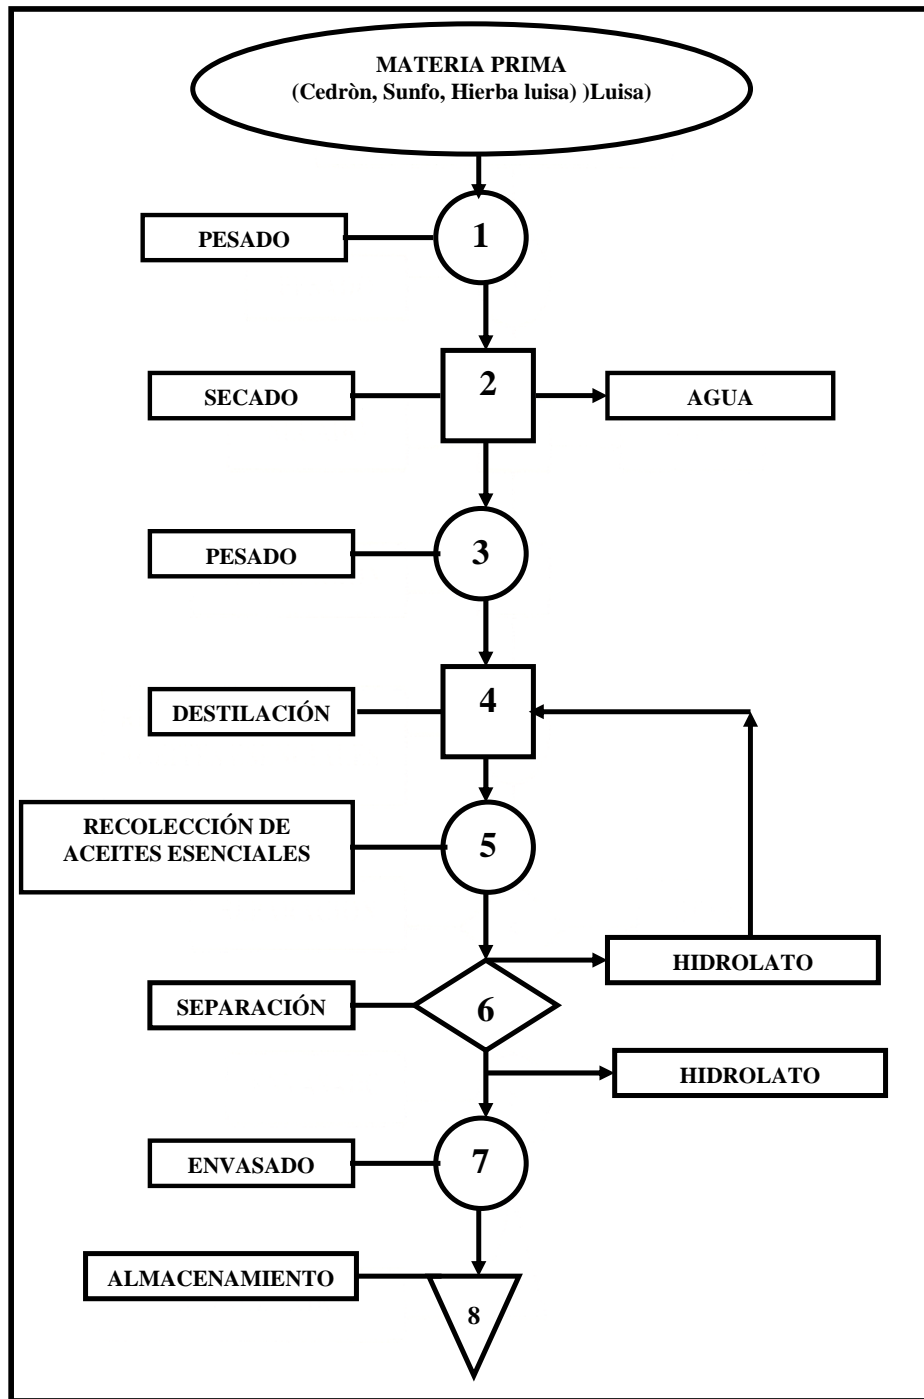 MATERIA PRIMA
(Cedròn, Sunfo, Hierba luisa) )Luisa)
1
PESADO
2
SECADO
AGUA
3
PESADO
4
DESTILACIÓN
RECOLECCIÓN DE
ACEITES ESENCIALES
5
HIDROLATO
SEPARACIÓN
6
HIDROLATO
ENVASADO
7
ALMACENAMIENTO
8